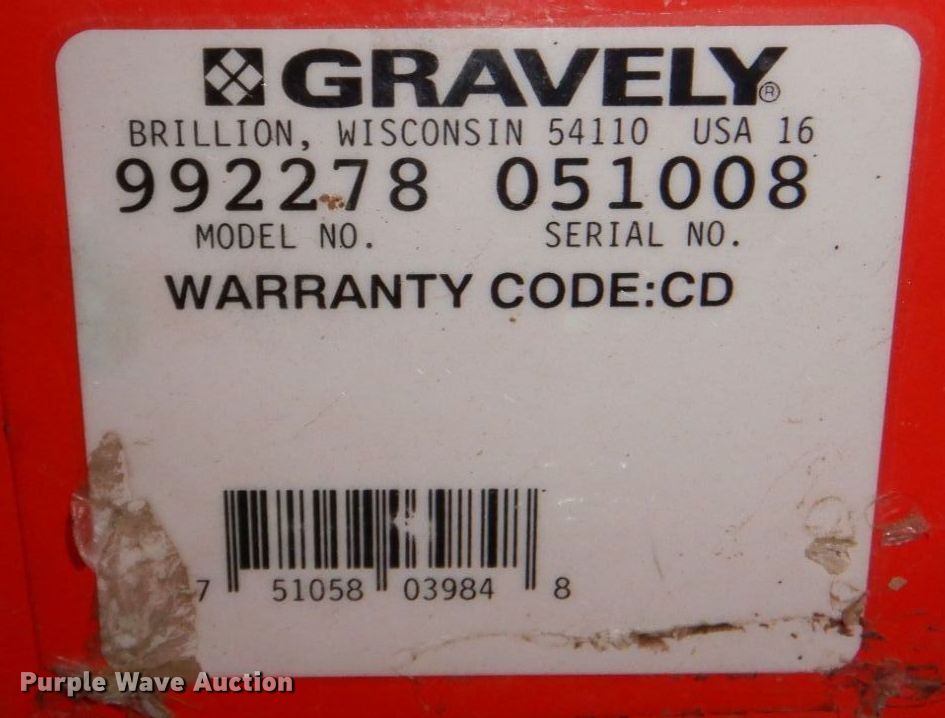 GRAVELY®
BRILLION, WISCONSIN 54110 USA 16
992278 051008
MODEL NO. SERIAL NO.
WARRANTY CODE:CD
7 51058 03984 8
Purple Wave Auction